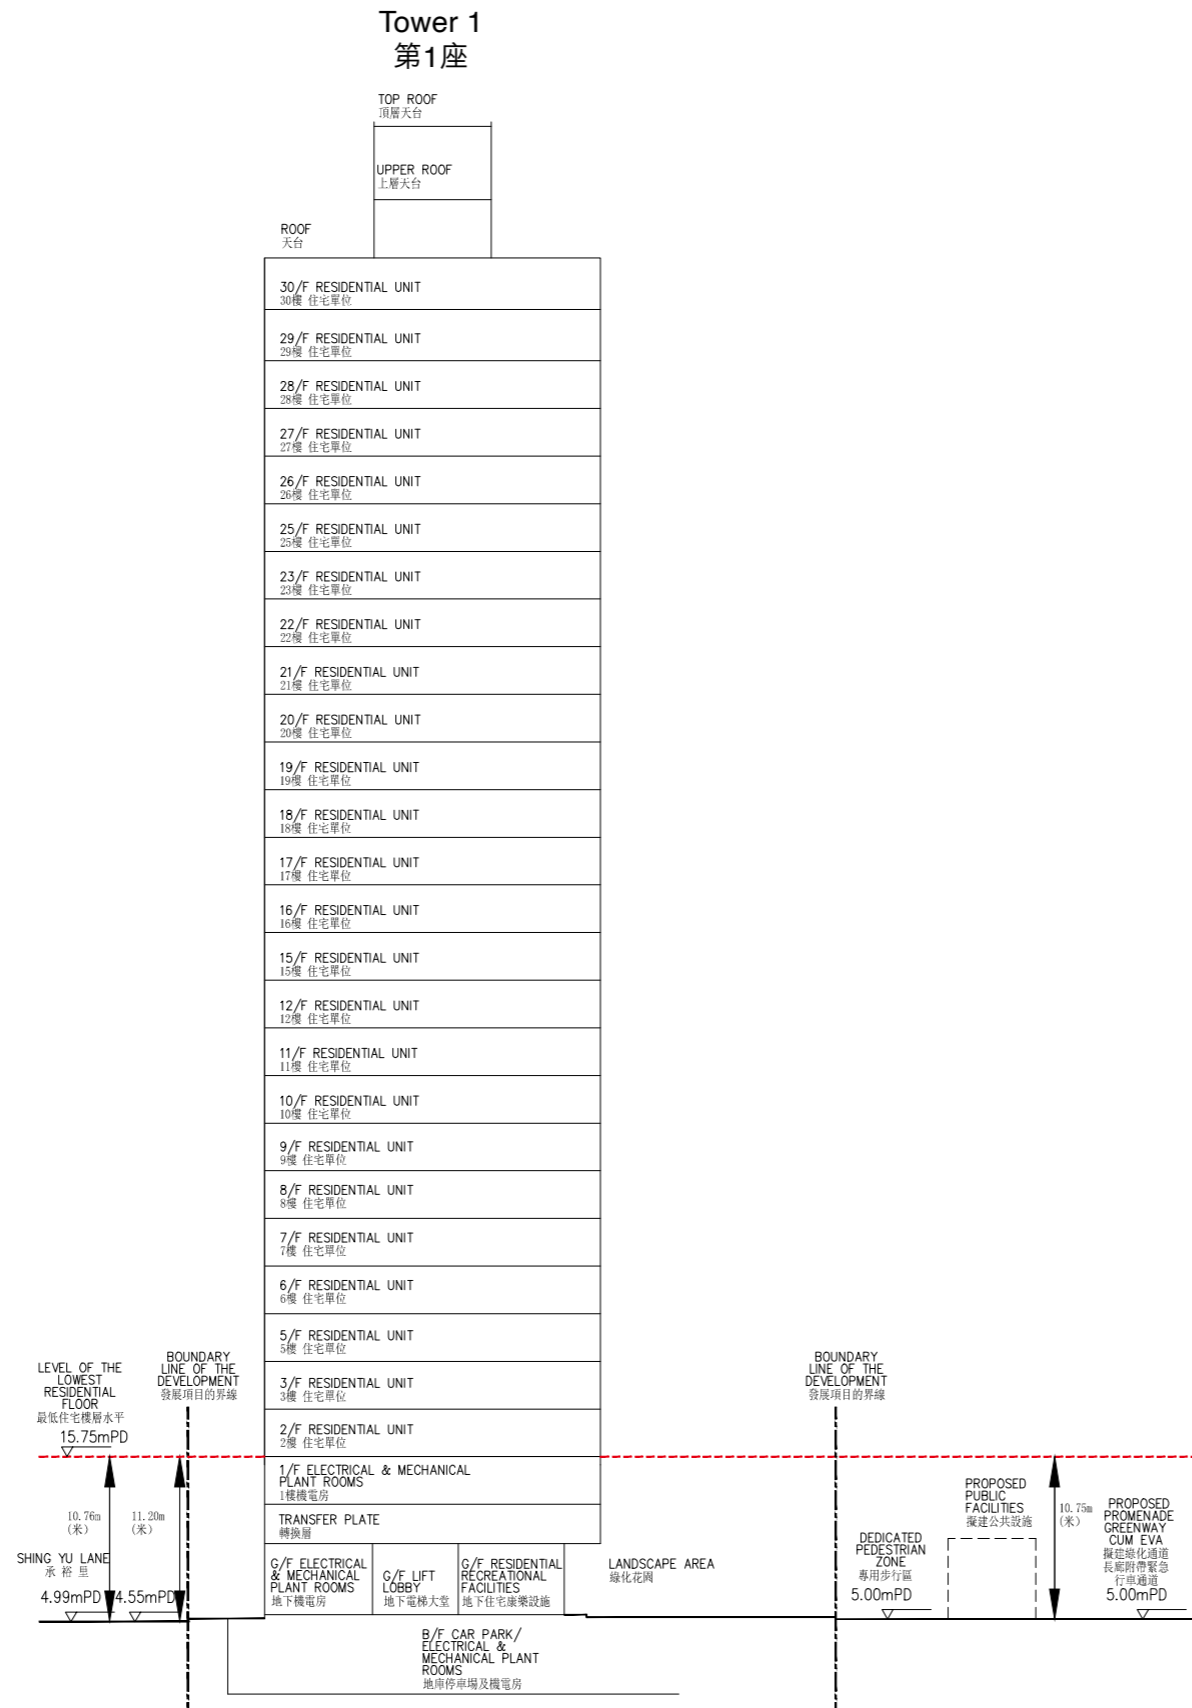 Tower 1
第1座
TOP ROOF
頂層天台
UPPER ROOF
上層天台
ROOF
天台
30/F RESIDENTIAL UNIT
30樓 住宅單位
29/F RESIDENTIAL UNIT
29樓 住宅單位
28/F RESIDENTIAL UNIT
28樓 住宅單位
27/F RESIDENTIAL UNIT
27樓 住宅單位
26/F RESIDENTIAL UNIT
26樓 住宅單位
25/F RESIDENTIAL UNIT
25樓 住宅單位
23/F RESIDENTIAL UNIT
23樓 住宅單位
22/F RESIDENTIAL UNIT
22樓 住宅單位
21/F RESIDENTIAL UNIT
21樓 住宅單位
20/F RESIDENTIAL UNIT
20樓 住宅單位
19/F RESIDENTIAL UNIT
19樓 住宅單位
18/F RESIDENTIAL UNIT
18樓 住宅單位
17/F RESIDENTIAL UNIT
17樓 住宅單位
16/F RESIDENTIAL UNIT
16樓 住宅單位
15/F RESIDENTIAL UNIT
15樓 住宅單位
12/F RESIDENTIAL UNIT
12樓 住宅單位
11/F RESIDENTIAL UNIT
11樓 住宅單位
10/F RESIDENTIAL UNIT
10樓 住宅單位
9/F RESIDENTIAL UNIT
9樓 住宅單位
8/F RESIDENTIAL UNIT
8樓 住宅單位
7/F RESIDENTIAL UNIT
7樓 住宅單位
6/F RESIDENTIAL UNIT
6樓 住宅單位
5/F RESIDENTIAL UNIT
5樓 住宅單位
3/F RESIDENTIAL UNIT
3樓 住宅單位
2/F RESIDENTIAL UNIT
2樓 住宅單位
1/F ELECTRICAL & MECHANICAL
PLANT ROOMS
1樓機電房
TRANSFER PLATE
轉換層
LEVEL OF THE
LOWEST
RESIDENTIAL
FLOOR
最低住宅樓層水平
15.75mPD
BOUNDARY
LINE OF THE
DEVELOPMENT
發展項目的界線
BOUNDARY
LINE OF THE
DEVELOPMENT
發展項目的界線
10.76m
(米)
11.20m
(米)
SHING YU LANE
承裕里
4.99mPD
4.55mPD
G/F ELECTRICAL
& MECHANICAL
PLANT ROOMS
地下機電房
G/F LIFT
LOBBY
地下電梯大堂
G/F RESIDENTIAL
RECREATIONAL
FACILITIES
地下住宅康樂設施
LANDSCAPE AREA
綠化花園
DEDICATED
PEDESTRIAN
ZONE
專用步行區
5.00mPD
PROPOSED
PUBLIC
FACILITIES
擬建公共設施
10.75m
(米)
PROPOSED
PROMENADE
GREENWAY
CUM EVA
擬建綠化通道
長廊附帶緊急
行車通道
5.00mPD
B/F CAR PARK/
ELECTRICAL &
MECHANICAL PLANT
ROOMS
地庫停車場及機電房